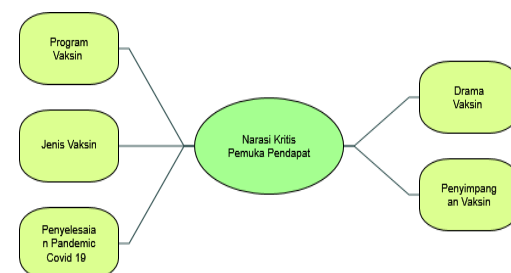 Program
Vaksin
Jenis Vaksin
Penyelesaia
n Pandemic
Covid 19
Narasi Kritis
Pemuka Pendapat
Drama
Vaksin
Penyimpang
an Vaksin